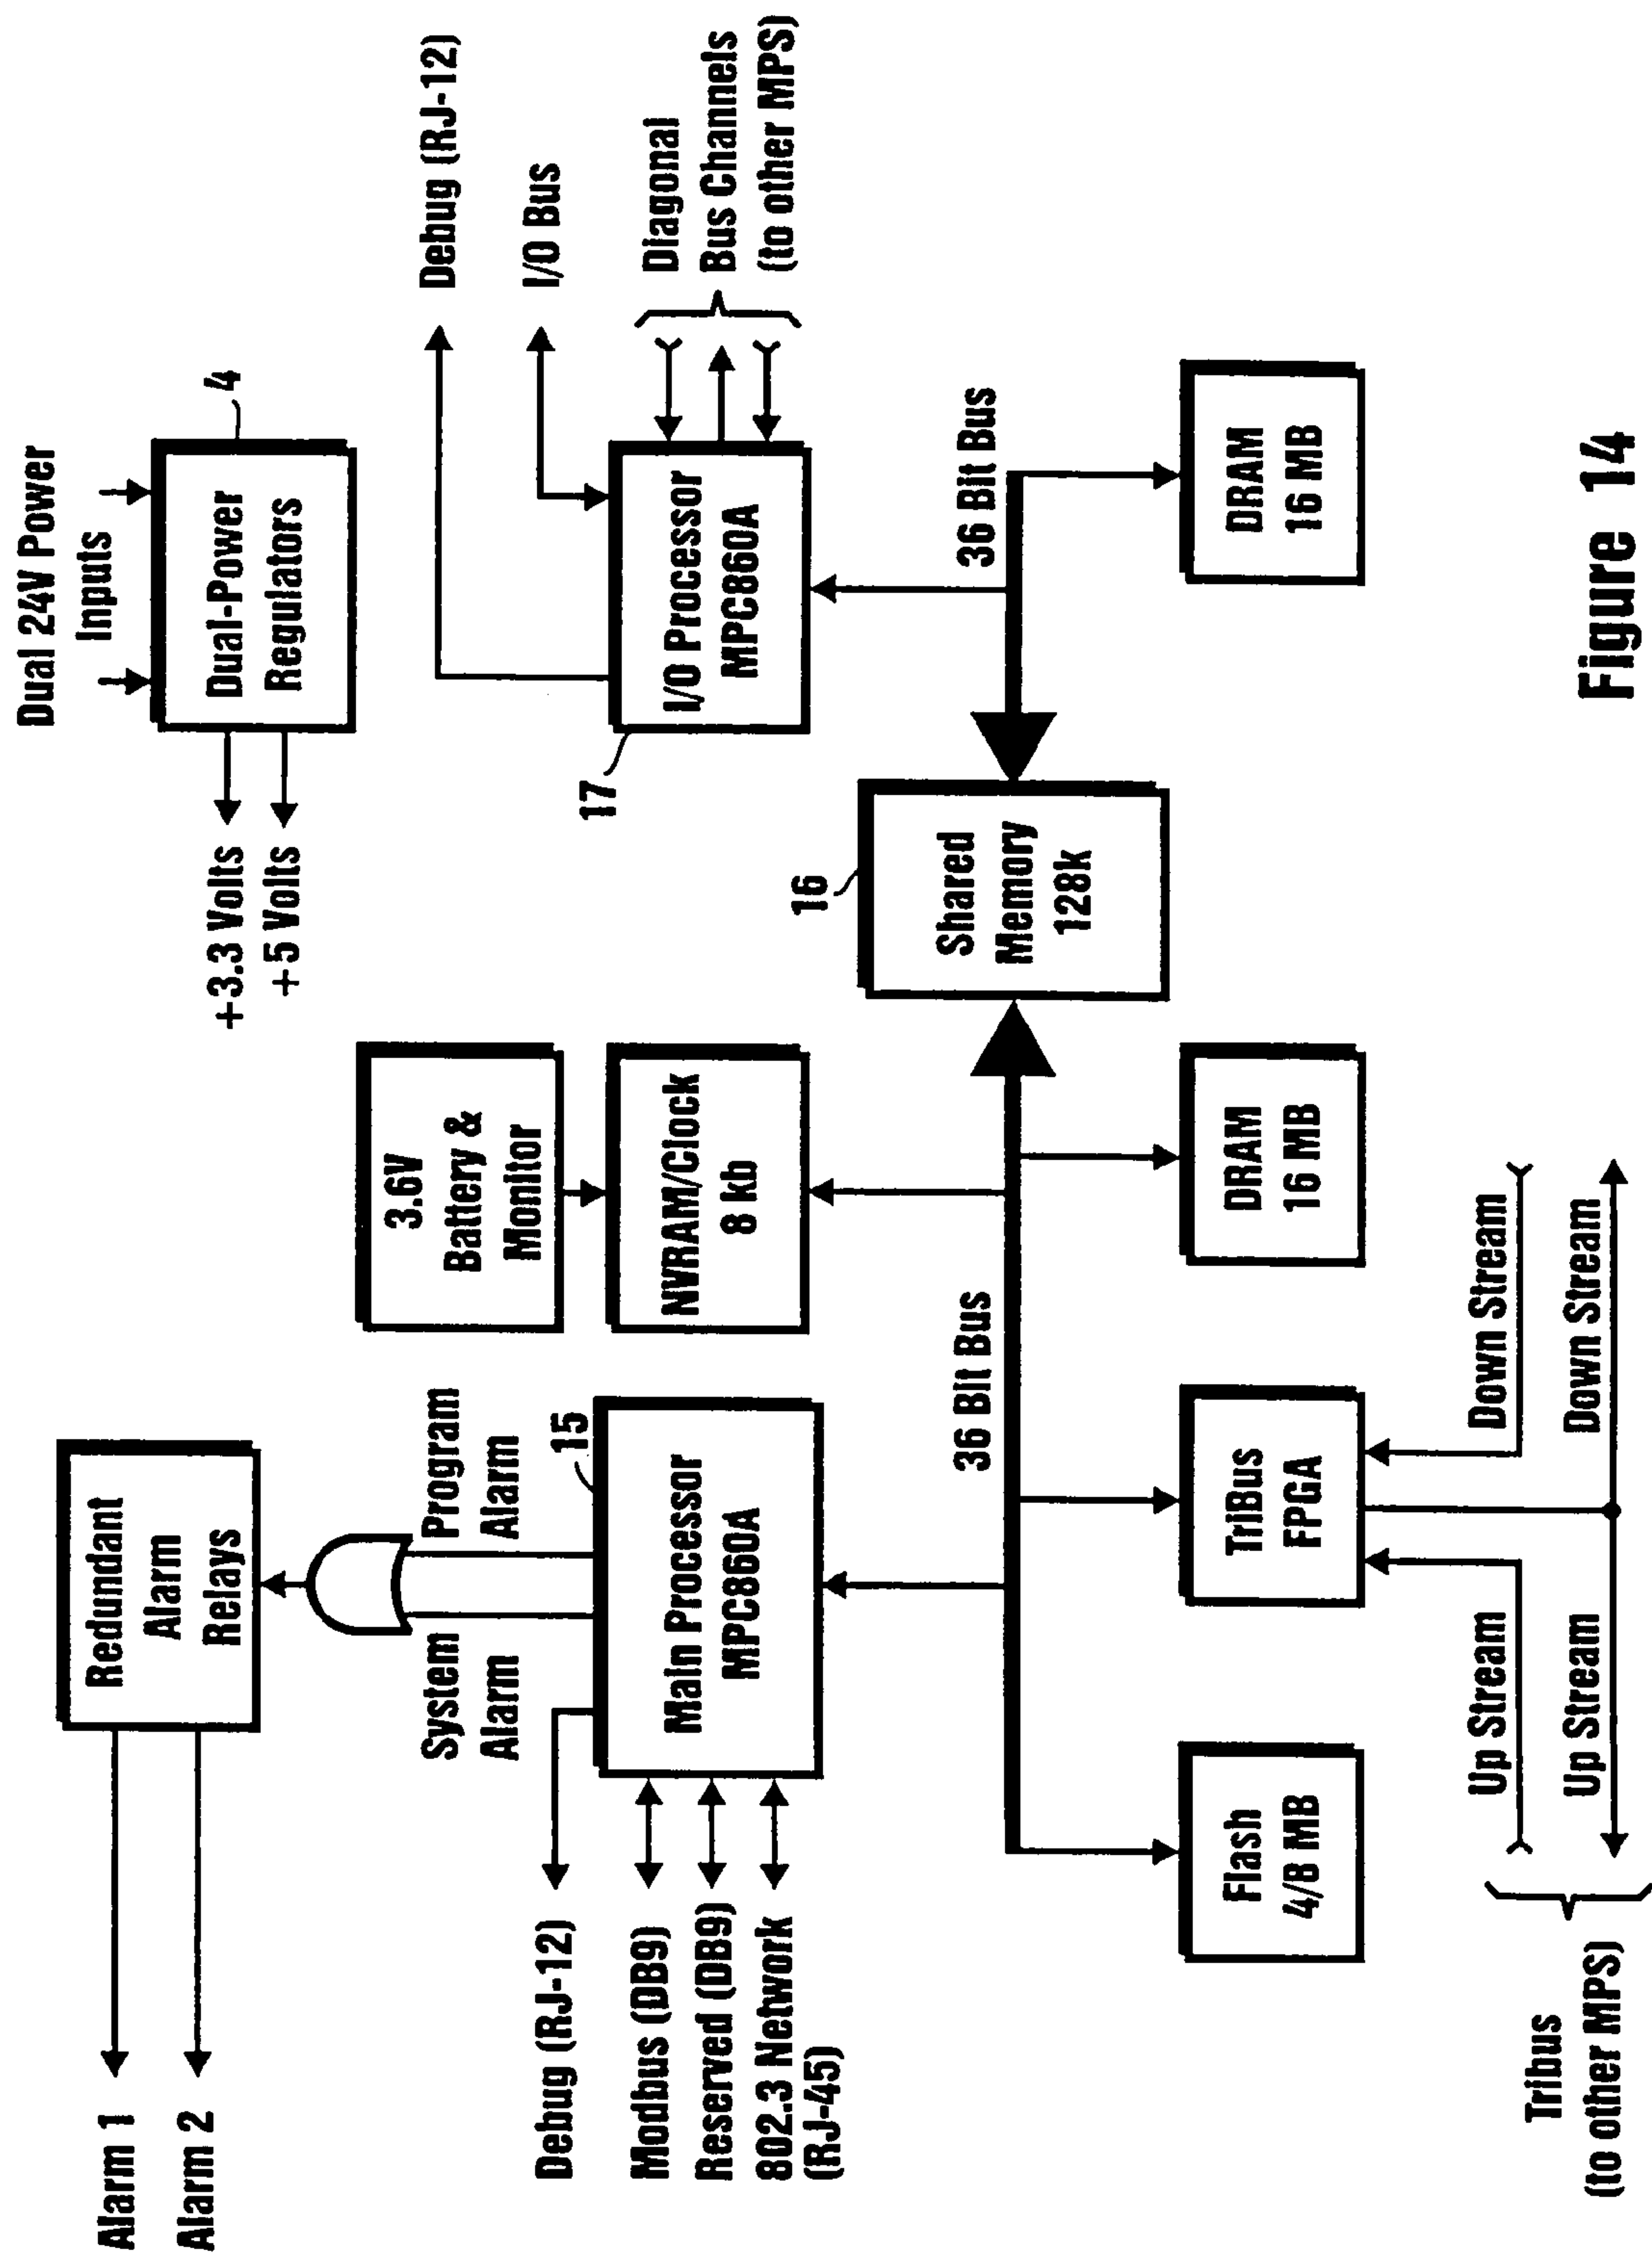 Alarm 1
Alarm 2
Redundant
Alarm
Relays
Dual 24V Power
Inputs
Dual-Power
Regulators
4
+3.3 Volts
+5 Volts
3.6V
Battery &
Monitor
System
Alarm
Program
Alarm
15
Debug (RJ-12)
Modbus (DB9)
Reserved (DB9)
802.3 Network
(RJ-45)
Main Processor
MPC860A
NVRAM/Clock
8 kb
17
I/O Processor
MPC860A
Debug (RJ-12)
I/O Bus
Diagonal
Bus Channels
(to other MPS)
36 Bit Bus
16
Shared
Memory
128k
36 Bit Bus
Flash
4/8 MB
TriBus
FPGA
DRAM
16 MB
DRAM
16 MB
Up Stream
Down Stream
Up Stream
Down Stream
Tribus
(to other MPS)
Figure 14